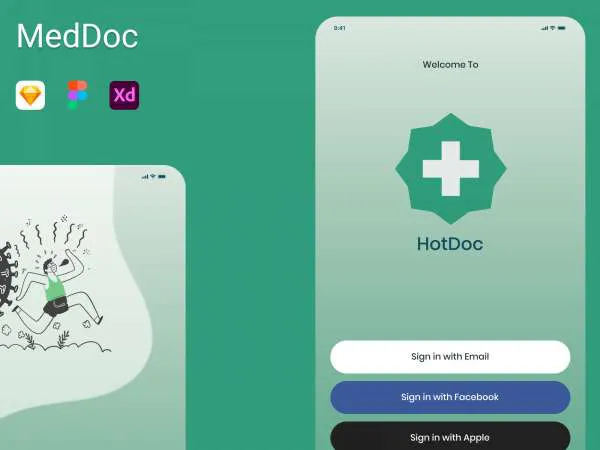 MedDoc
Xd
9:41
Welcome To
HotDoc
Sign in with Email
Sign in with Facebook
Sign in with Apple